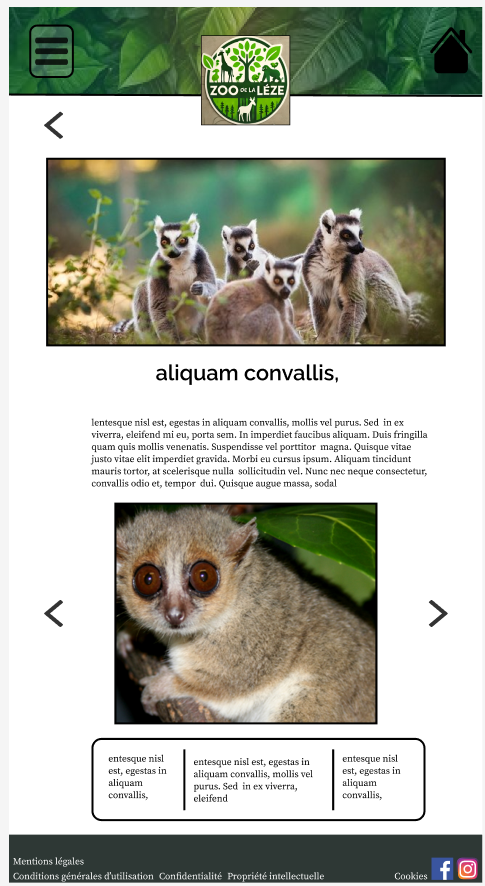 ZOO DE LA LÈZE
aliquam convallis,
lentesque nisl est, egestas in aliquam convallis, mollis vel purus. Sed in ex
viverra, eleifend mi eu, porta sem. In imperdiet faucibus aliquam. Duis fringilla
quam quis mollis venenatis. Suspendisse vel porttitor magna. Quisque vitae
justo vitae elit imperdiet gravida. Morbi eu cursus ipsum. Aliquam tincidunt
mauris tortor, at scelerisque nulla sollicitudin vel. Nunc nec neque consectetur,
convallis odio et, tempor dui. Quisque augue massa, sodal
entesque nisl
est, egestas in
aliquam
convallis,
entesque nisl est, egestas in
aliquam convallis, mollis vel
purus. Sed in ex viverra,
eleifend
entesque nisl
est, egestas in
aliquam
convallis,
Mentions légales
Conditions générales d'utilisation Confidentialité Propriété intellectuelle Cookies